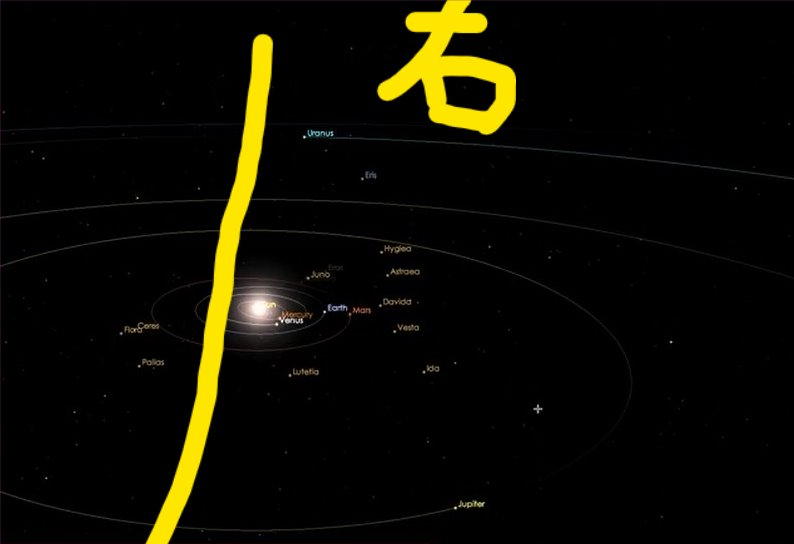 右
Uranus
Eris
Hygiea
Eros
Juno
Astraea
Davida
Earth
Mars
Mercury
Venus
Vesta
Ceres
Flora
Pallas
Lutetia
Ida
Jupiter